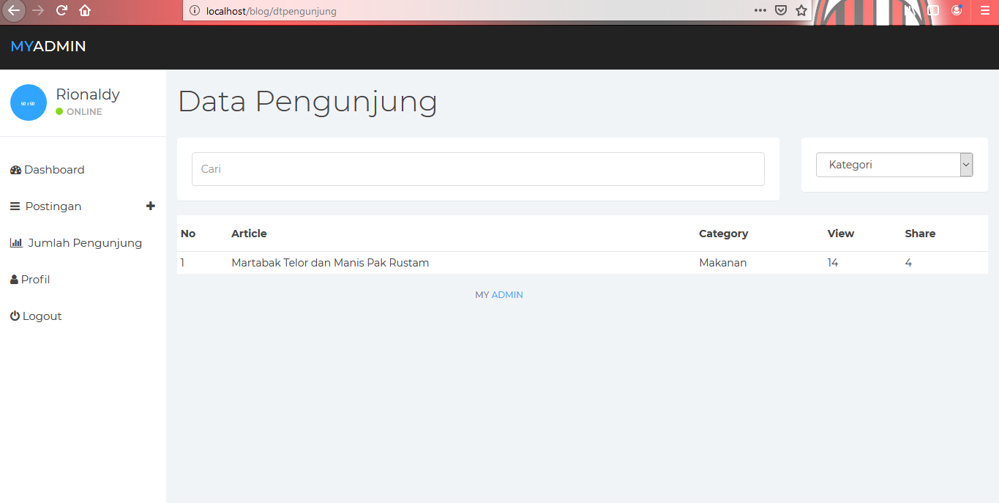 localhost/blog/dtpengunjung
MYADMIN
50 x 50
Rionaldy
ONLINE
Dashboard
Postingan
Jumlah Pengunjung
Profil
Logout
Data Pengunjung
Cari
Kategori
No Article Category View Share
1 Martabak Telor dan Manis Pak Rustam Makanan 14 4
MY ADMIN